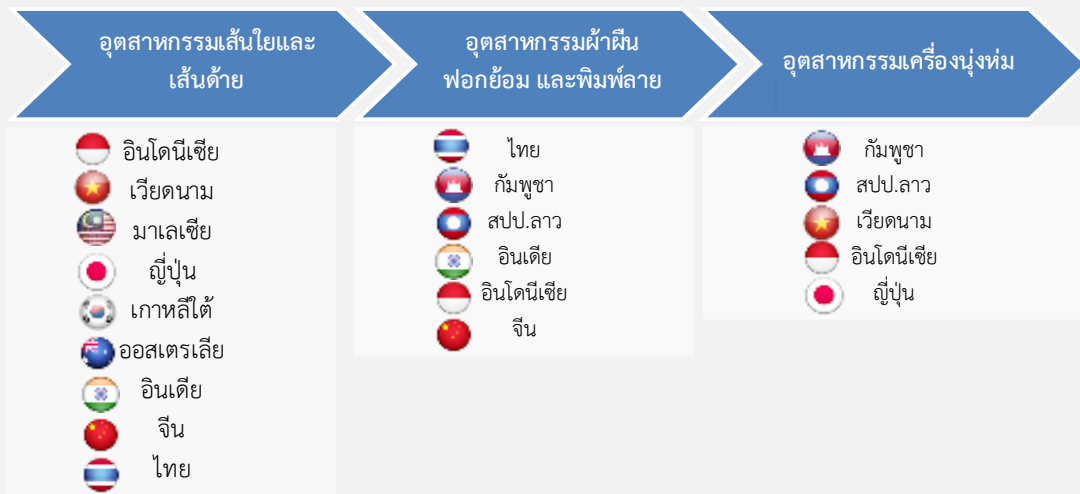 อุตสาหกรรมเส้นใยและ
เส้นด้าย
อุตสาหกรรมผ้าผืน
ฟอกย้อม และพิมพ์ลาย
อุตสาหกรรมเครื่องนุ่งห่ม
อินโดนีเซีย
เวียดนาม
มาเลเซีย
ญี่ปุ่น
เกาหลีใต้
ออสเตรเลีย
อินเดีย
จีน
ไทย
ไทย
กัมพูชา
สปป.ลาว
อินเดีย
อินโดนีเซีย
จีน
กัมพูชา
สปป.ลาว
เวียดนาม
อินโดนีเซีย
ญี่ปุ่น